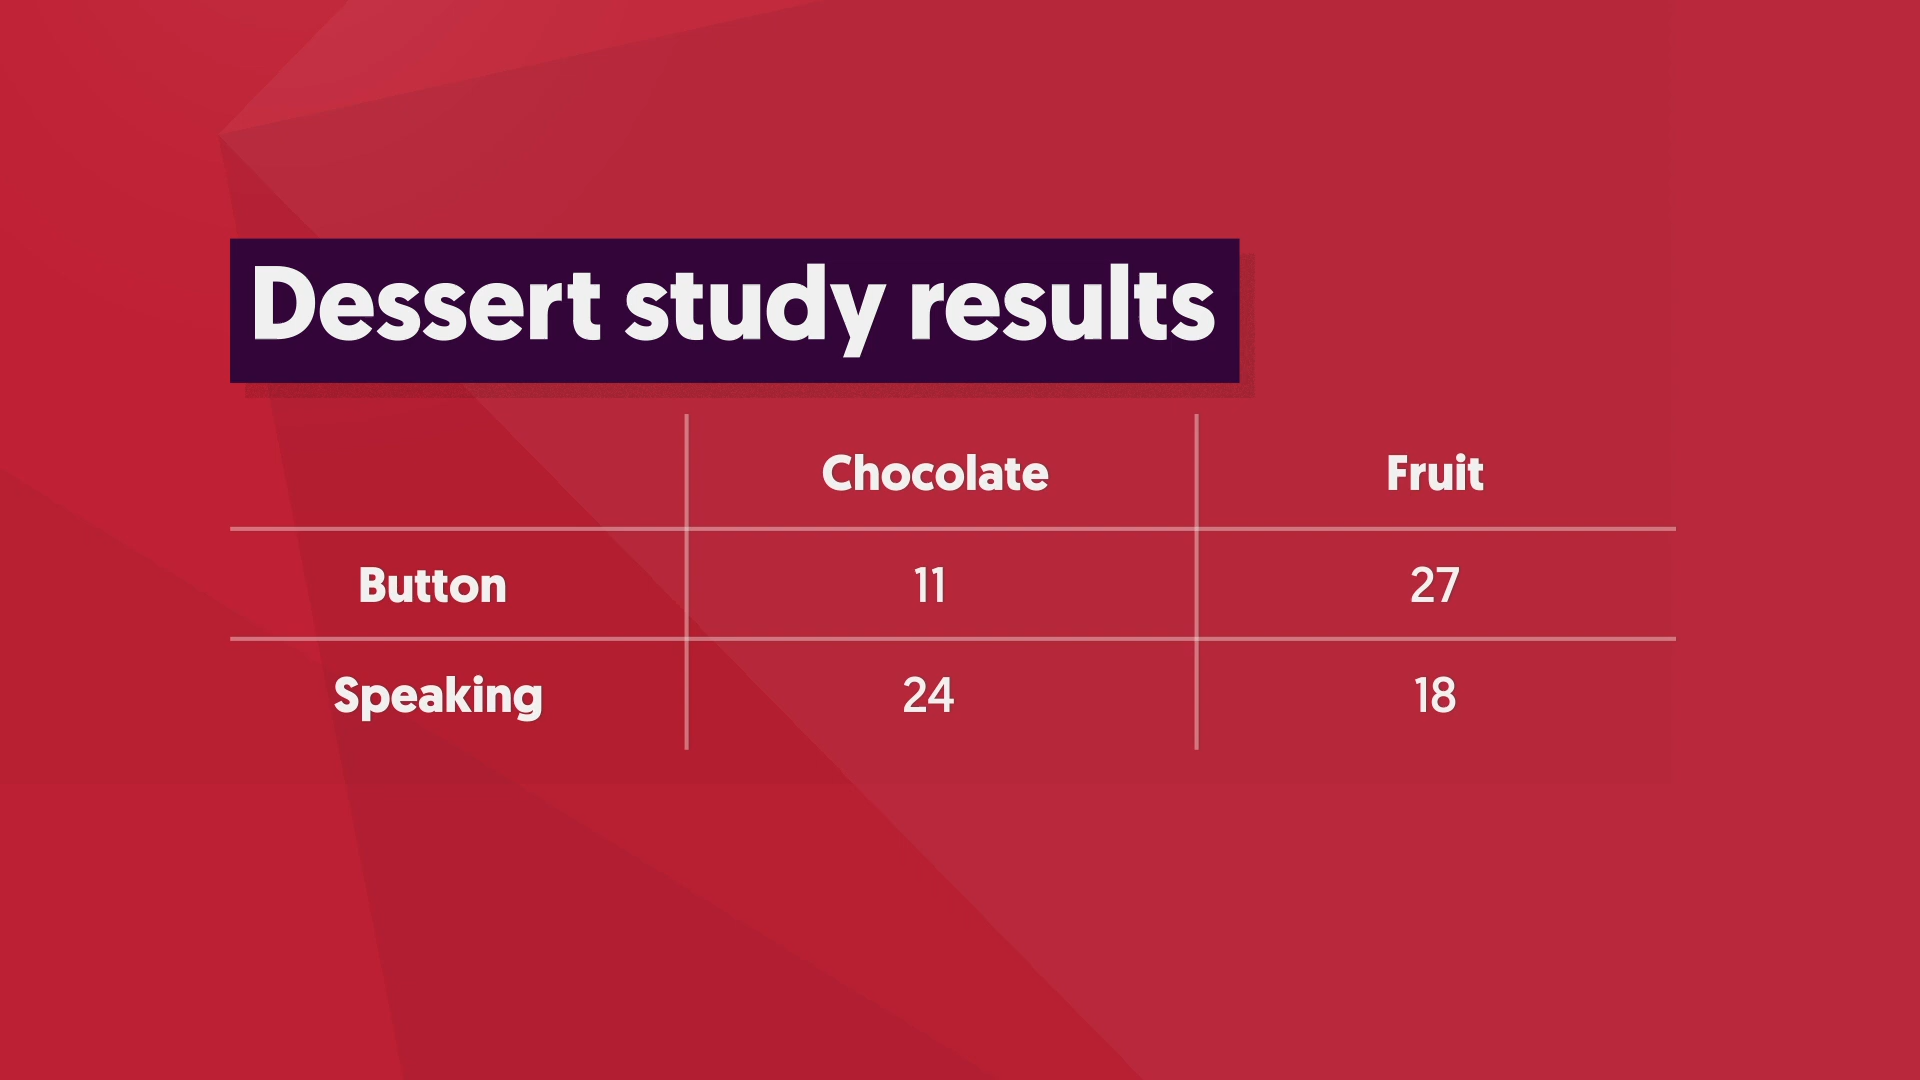 Dessert study results
Chocolate Fruit
Button 11 27
Speaking 24 18